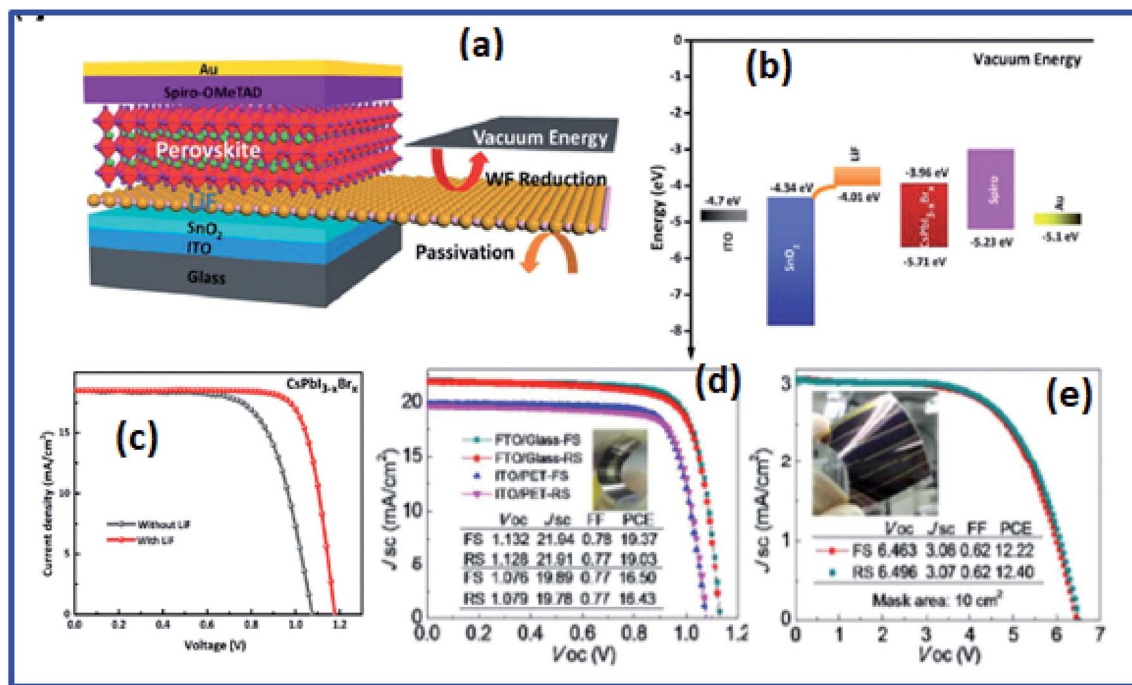 (a)
Au
Spiro-OMeTAD
Perovskite
LiF
SnO2
ITO
Glass
Vacuum Energy
WF Reduction
Passivation
(b)
Vacuum Energy
Energy (eV)
0
-1
-2
-3
-4
-5
-6
-7
-8
-4.7 eV
ITO
-4.34 eV
SnO2
LiF
-4.01 eV
-3.96 eV
CsPbI3-xBrx
-5.71 eV
Spiro
-5.23 eV
Au
-5.1 eV
(c)
CsPbI3-xBrx
Current density (mA/cm2)
15
10
5
0
Without LiF
With LiF
0.0 0.2 0.4 0.6 0.8 1.0 1.2
Voltage (V)
(d)
Jsc (mA/cm2)
20
15
10
5
0
FTO/Glass-FS
FTO/Glass-RS
ITO/PET-FS
ITO/PET-RS
Voc Jsc FF PCE
FS 1.132 21.94 0.78 19.37
RS 1.128 21.91 0.77 19.03
FS 1.076 19.89 0.77 16.50
RS 1.079 19.78 0.77 16.43
0.0 0.2 0.4 0.6 0.8 1.0 1.2
Voc (V)
(e)
Jsc (mA/cm2)
3
2
1
0
Voc Jsc FF PCE
FS 6.463 3.06 0.62 12.22
RS 6.496 3.07 0.62 12.40
Mask area: 10 cm2
0 1 2 3 4 5 6 7
Voc (V)